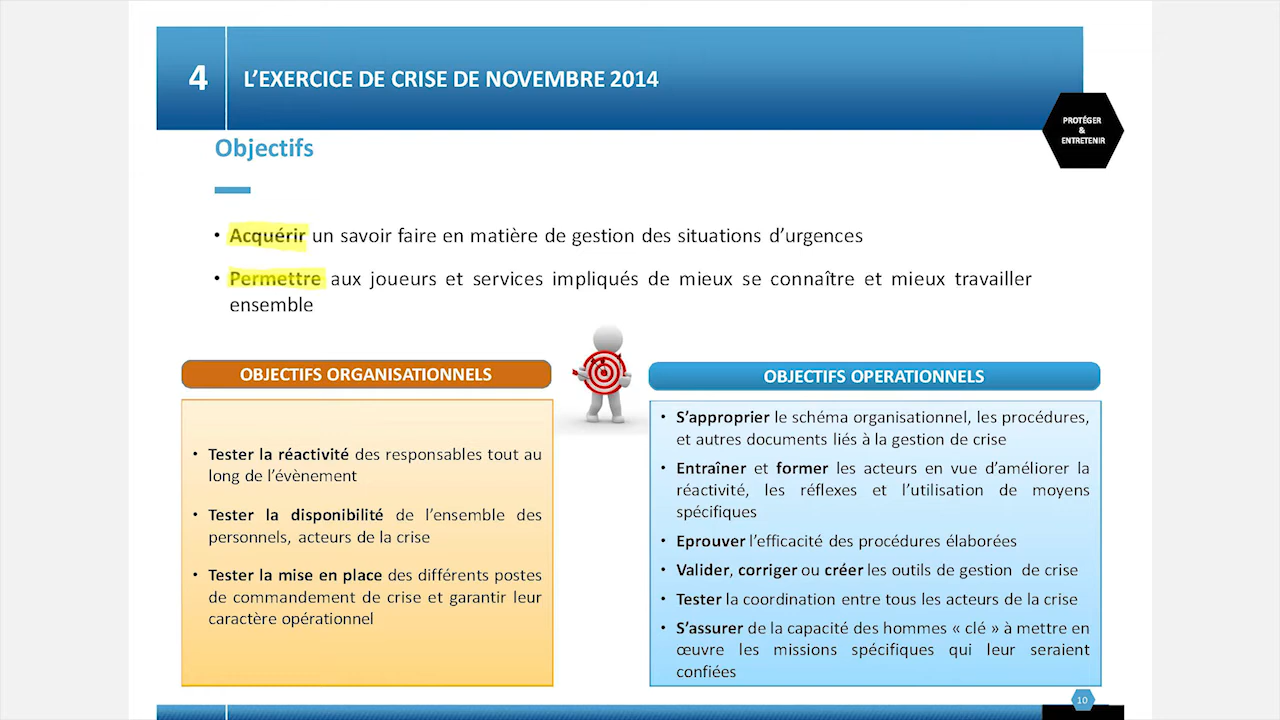 4
L'EXERCICE DE CRISE DE NOVEMBRE 2014
PROTÉGER
&
ENTRETENIR
Objectifs
• Acquérir un savoir faire en matière de gestion des situations d'urgences
• Permettre aux joueurs et services impliqués de mieux se connaître et mieux travailler
ensemble
OBJECTIFS ORGANISATIONNELS
• Tester la réactivité des responsables tout au
long de l'évènement
• Tester la disponibilité de l'ensemble des
personnels, acteurs de la crise
• Tester la mise en place des différents postes
de commandement de crise et garantir leur
caractère opérationnel
OBJECTIFS OPERATIONNELS
• S'approprier le schéma organisationnel, les procédures,
et autres documents liés à la gestion de crise
• Entraîner et former les acteurs en vue d'améliorer la
réactivité, les réflexes et l'utilisation de moyens
spécifiques
• Eprouver l'efficacité des procédures élaborées
• Valider, corriger ou créer les outils de gestion de crise
• Tester la coordination entre tous les acteurs de la crise
• S'assurer de la capacité des hommes « clé » à mettre en
œuvre les missions spécifiques qui leur seraient
confiées
10